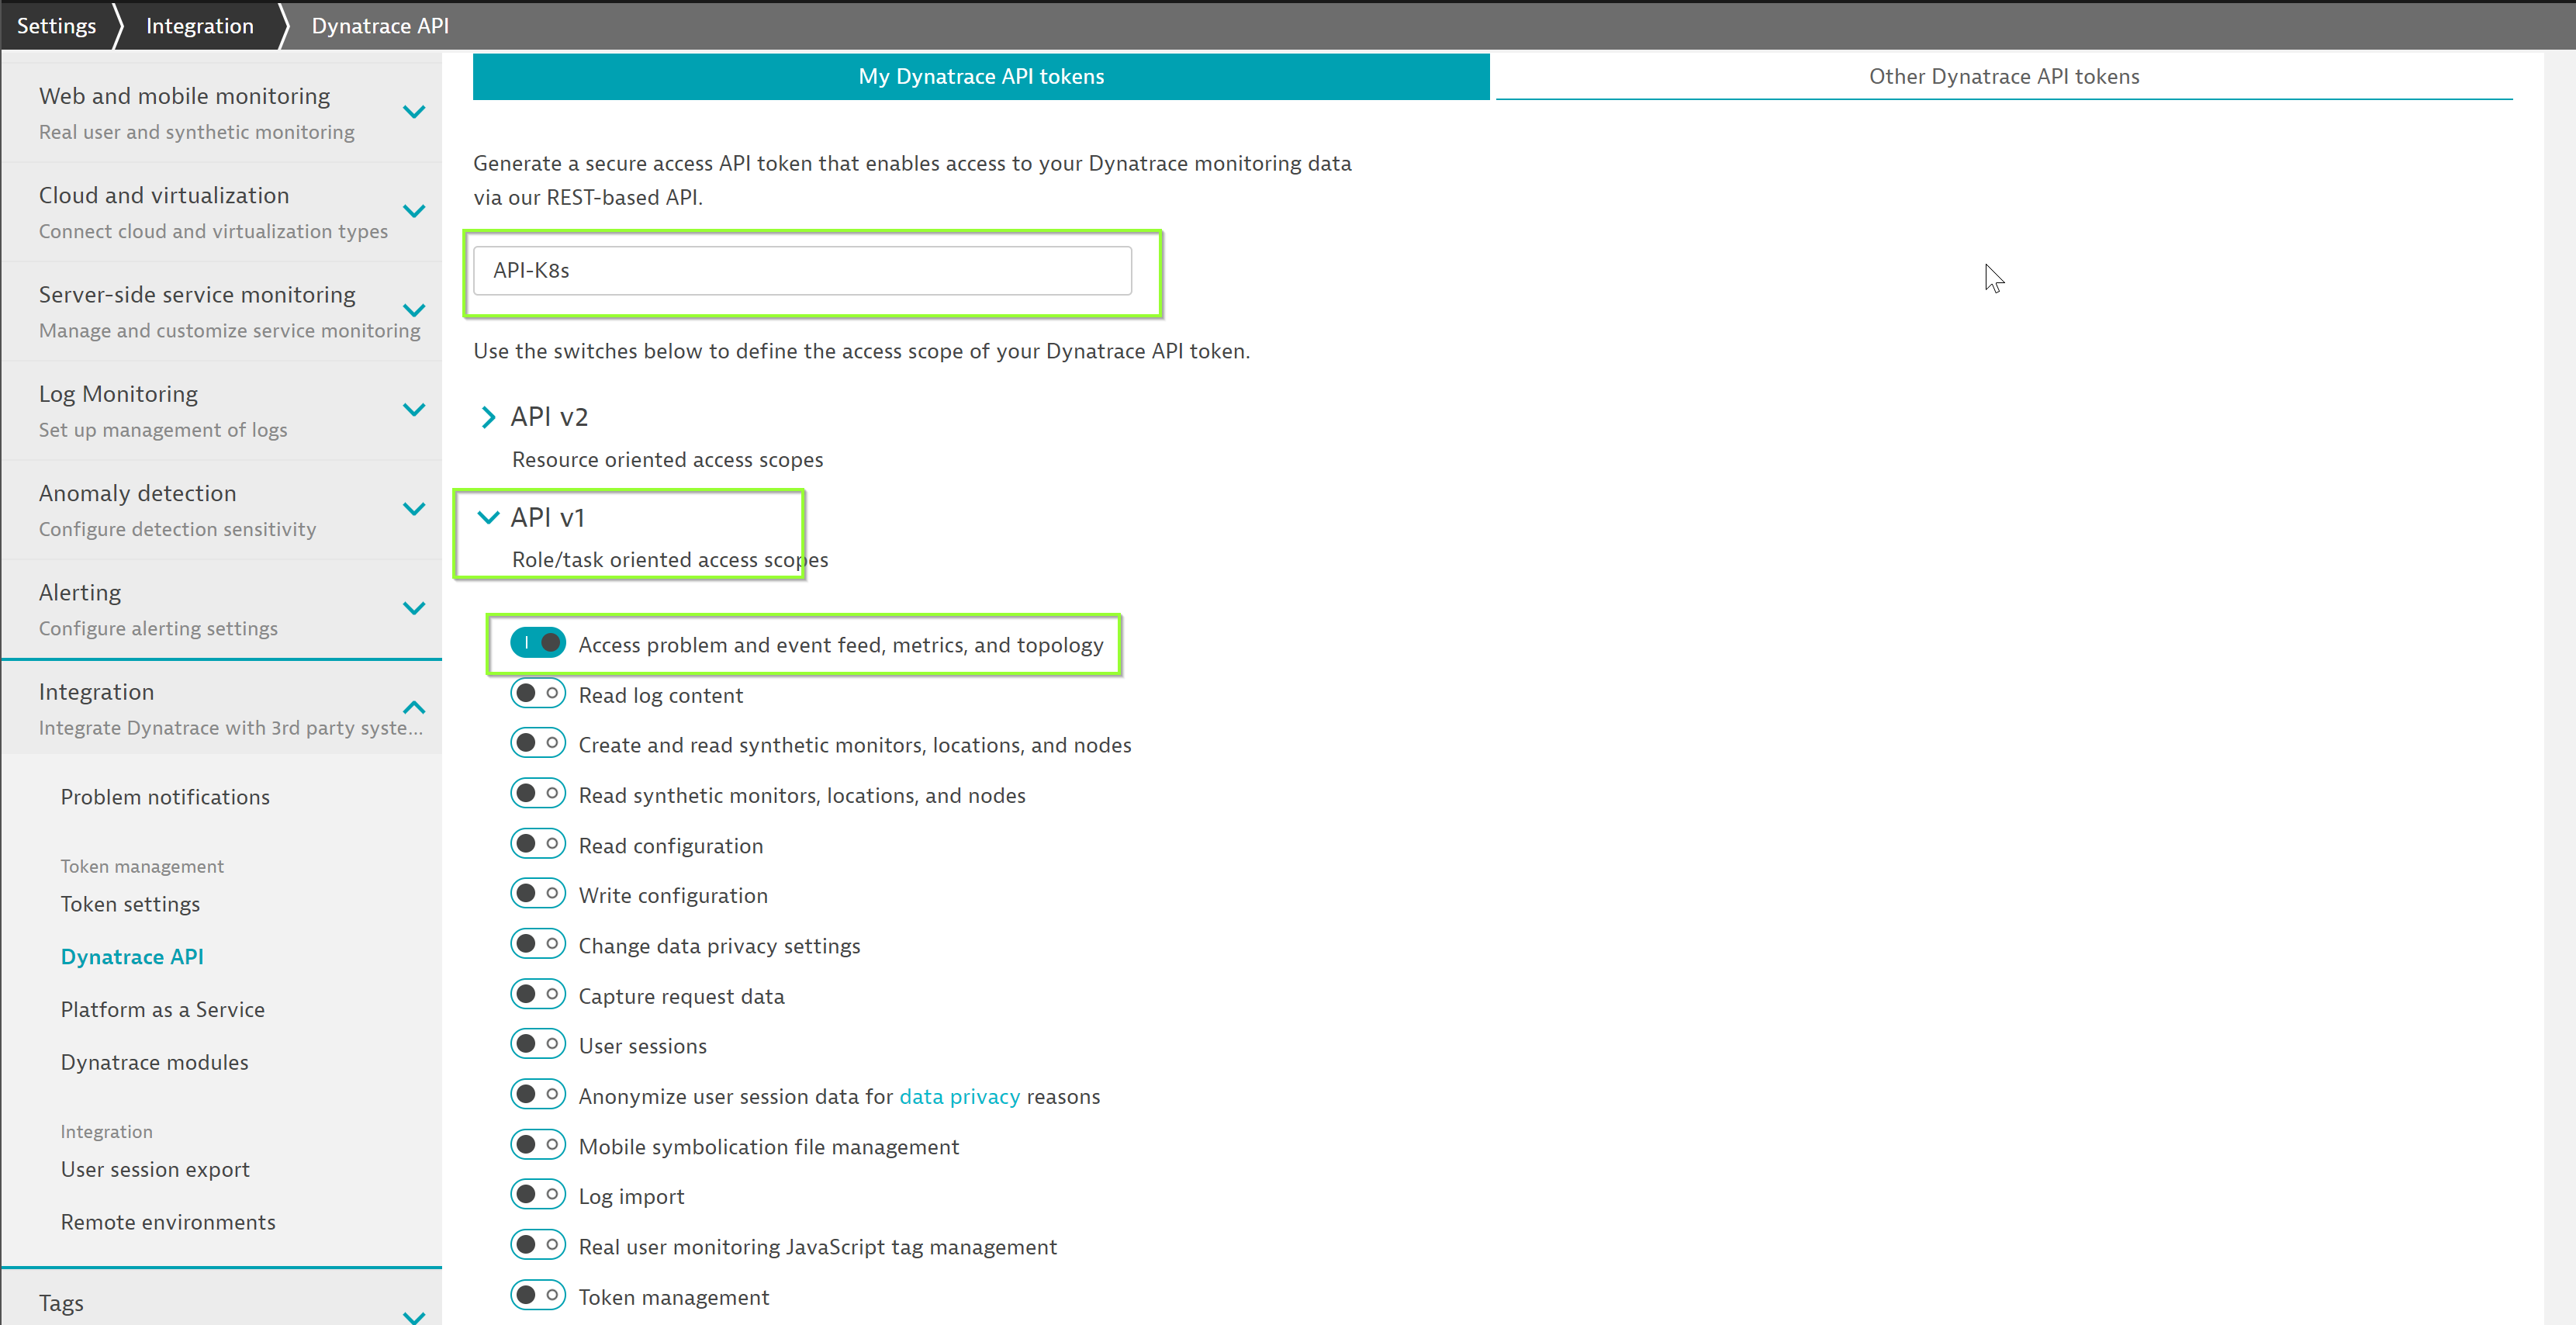 Settings
Integration
Dynatrace API
Web and mobile monitoring
Real user and synthetic monitoring
Cloud and virtualization
Connect cloud and virtualization types
Server-side service monitoring
Manage and customize service monitoring
Log Monitoring
Set up management of logs
Anomaly detection
Configure detection sensitivity
Alerting
Configure alerting settings
Integration
Integrate Dynatrace with 3rd party syste...
Problem notifications
Token management
Token settings
Dynatrace API
Platform as a Service
Dynatrace modules
Integration
User session export
Remote environments
Tags
My Dynatrace API tokens
Other Dynatrace API tokens
Generate a secure access API token that enables access to your Dynatrace monitoring data
via our REST-based API.
API-K8s
Use the switches below to define the access scope of your Dynatrace API token.
API v2
Resource oriented access scopes
API v1
Role/task oriented access scopes
Access problem and event feed, metrics, and topology
Read log content
Create and read synthetic monitors, locations, and nodes
Read synthetic monitors, locations, and nodes
Read configuration
Write configuration
Change data privacy settings
Capture request data
User sessions
Anonymize user session data for data privacy reasons
Mobile symbolication file management
Log import
Real user monitoring JavaScript tag management
Token management